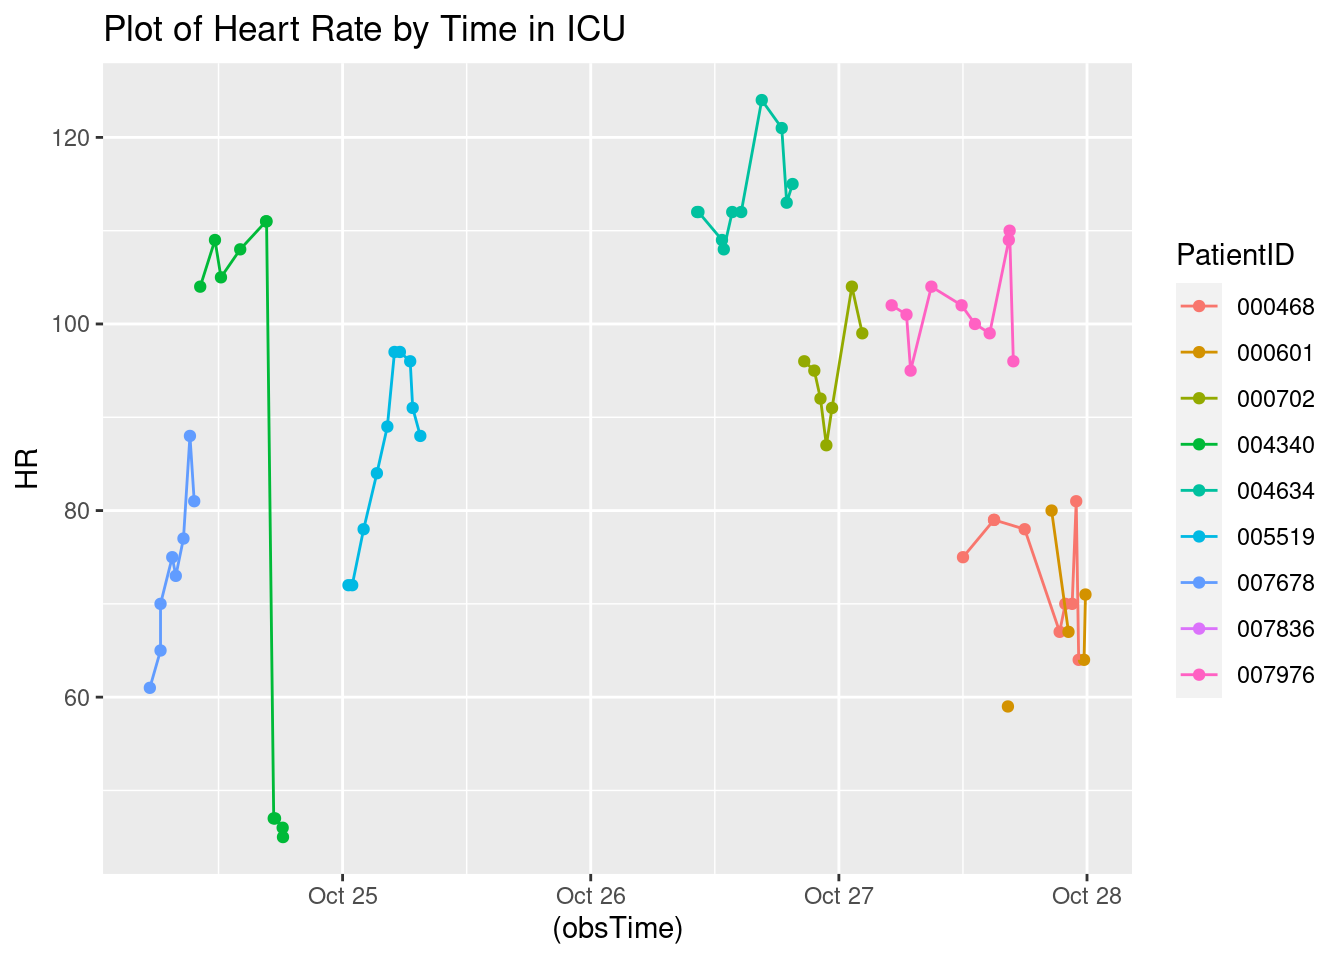 Plot of Heart Rate by Time in ICU
HR
120
100
80
60
Oct 25
Oct 26
Oct 27
Oct 28
(obsTime)
PatientID
000468
000601
000702
004340
004634
005519
007678
007836
007976